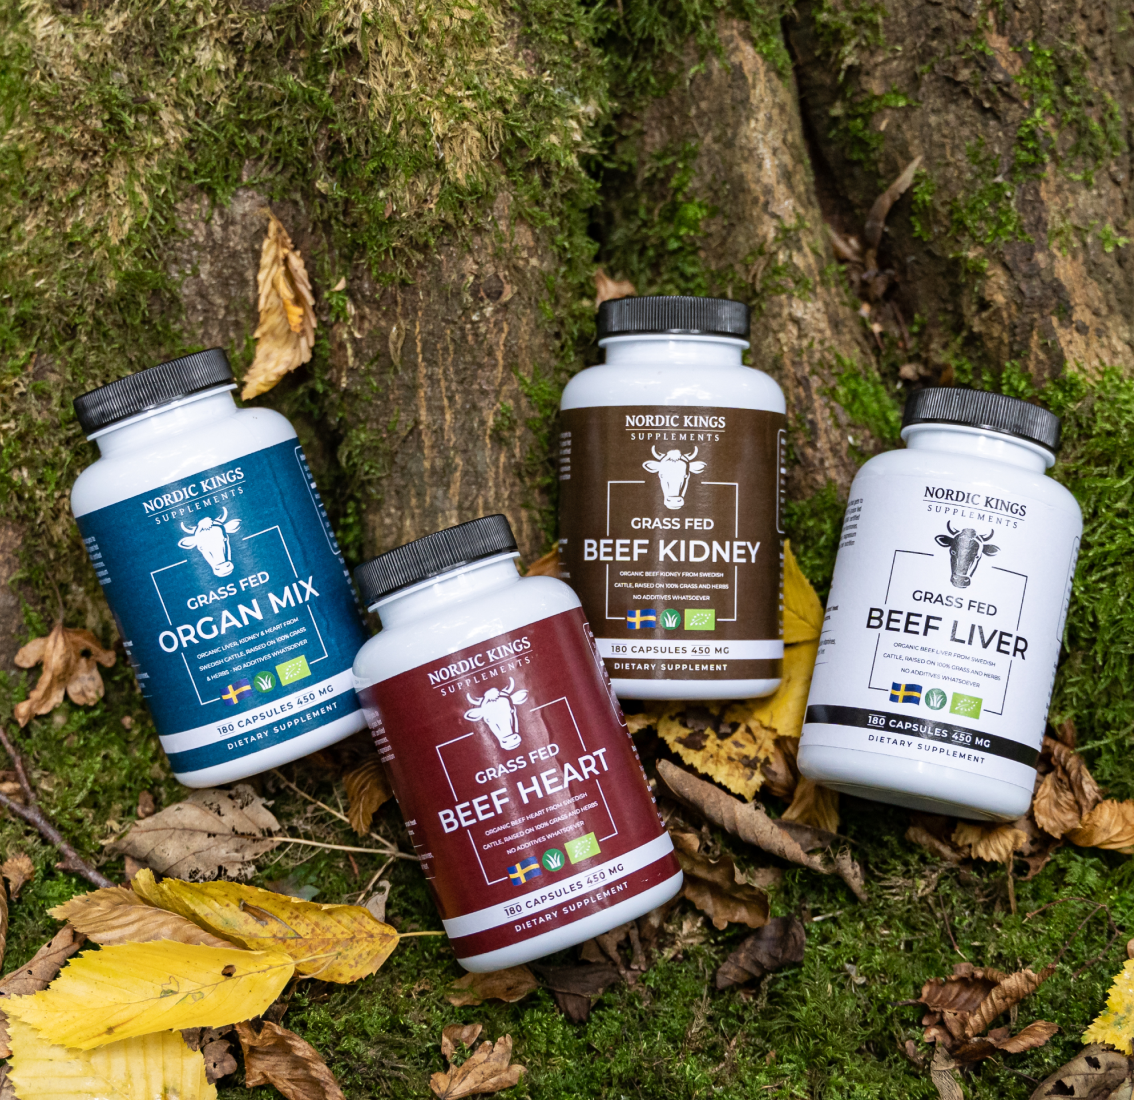 NORDIC KINGS
SUPPLEMENTS
GRASS FED
ORGAN MIX
ORGANIC LIVER, KIDNEY & HEART FROM
SWEDISH CATTLE, RAISED ON 100% GRASS
& HERBS - NO ADDITIVES WHATSOEVER
180 CAPSULES 450 MG
DIETARY SUPPLEMENT
NORDIC KINGS
SUPPLEMENTS
GRASS FED
BEEF HEART
ORGANIC BEEF HEART FROM SWEDISH
CATTLE, RAISED ON 100% GRASS AND HERBS
NO ADDITIVES WHATSOEVER
180 CAPSULES 450 MG
DIETARY SUPPLEMENT
NORDIC KINGS
SUPPLEMENTS
GRASS FED
BEEF KIDNEY
ORGANIC BEEF KIDNEY FROM SWEDISH
CATTLE, RAISED ON 100% GRASS AND HERBS
NO ADDITIVES WHATSOEVER
180 CAPSULES 450 MG
DIETARY SUPPLEMENT
NORDIC KINGS
SUPPLEMENTS
GRASS FED
BEEF LIVER
ORGANIC BEEF LIVER FROM SWEDISH
CATTLE, RAISED ON 100% GRASS AND HERBS
NO ADDITIVES WHATSOEVER
180 CAPSULES 450 MG
DIETARY SUPPLEMENT